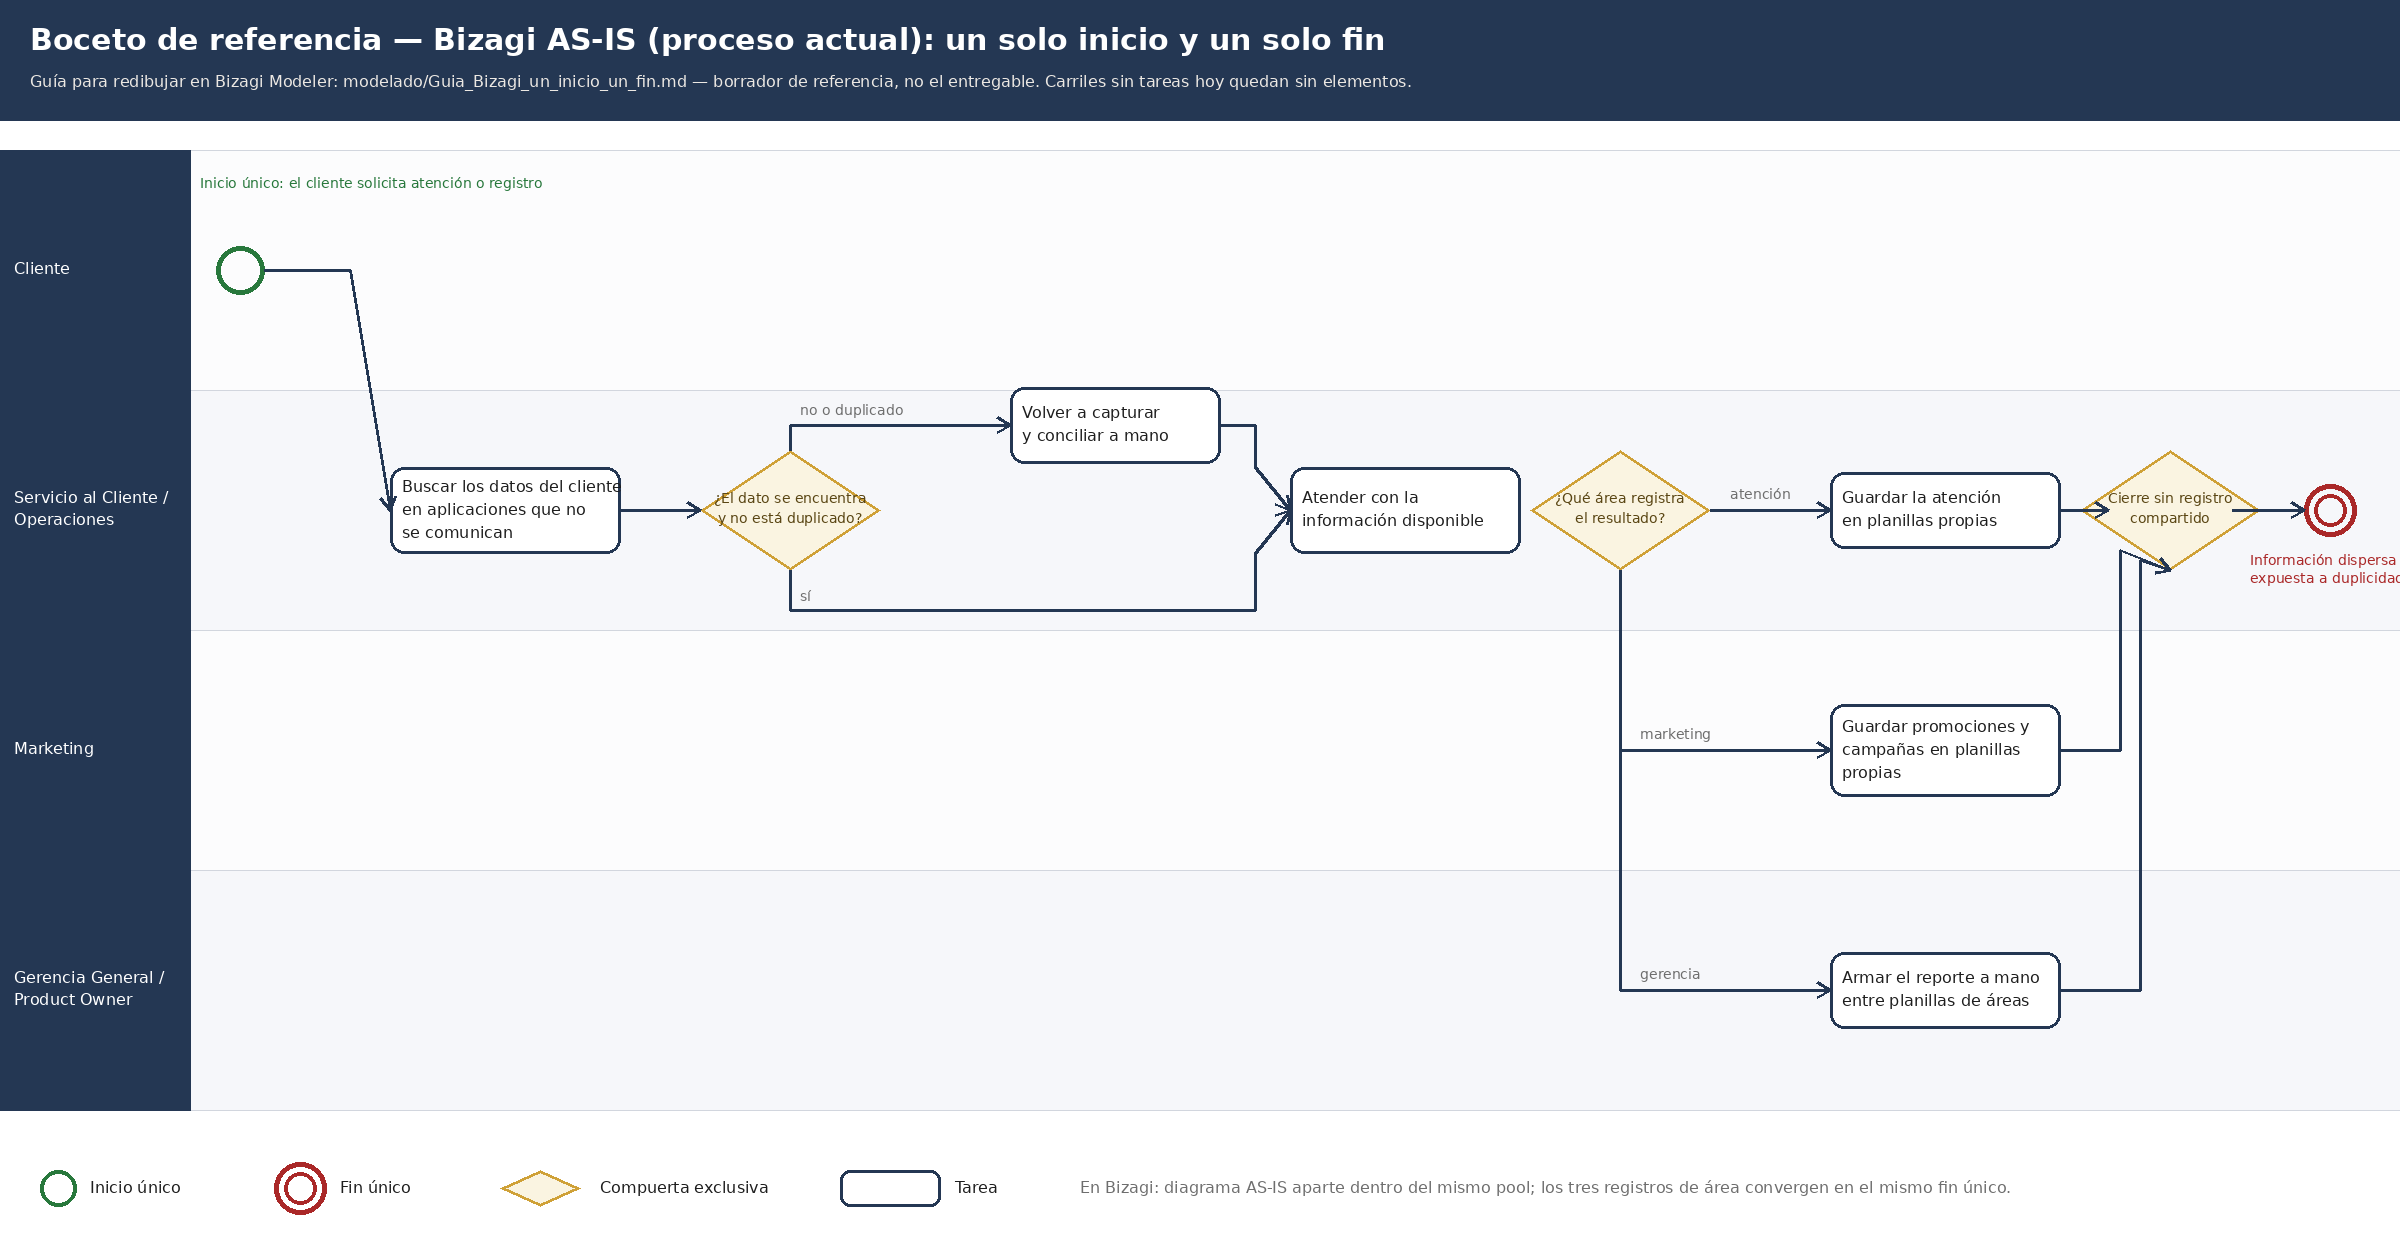 Boceto de referencia — Bizagi AS-IS (proceso actual): un solo inicio y un solo fin
Guía para redibujar en Bizagi Modeler: modelado/Guia_Bizagi_un_inicio_un_fin.md — borrador de referencia, no el entregable. Carriles sin tareas hoy quedan sin elementos.
Inicio único: el cliente solicita atención o registro
Cliente
Servicio al Cliente /
Operaciones
Buscar los datos del cliente
en aplicaciones que no
se comunican
¿El dato se encuentra
y no está duplicado?
no o duplicado
sí
Volver a capturar
y conciliar a mano
Atender con la
información disponible
¿Qué área registra
el resultado?
atención
Guardar la atención
en planillas propias
Cierre sin registro
compartido
Información dispersa
expuesta a duplicidad
Marketing
marketing
Guardar promociones y
campañas en planillas
propias
Gerencia General /
Product Owner
gerencia
Armar el reporte a mano
entre planillas de áreas
Inicio único
Fin único
Compuerta exclusiva
Tarea
En Bizagi: diagrama AS-IS aparte dentro del mismo pool; los tres registros de área convergen en el mismo fin único.